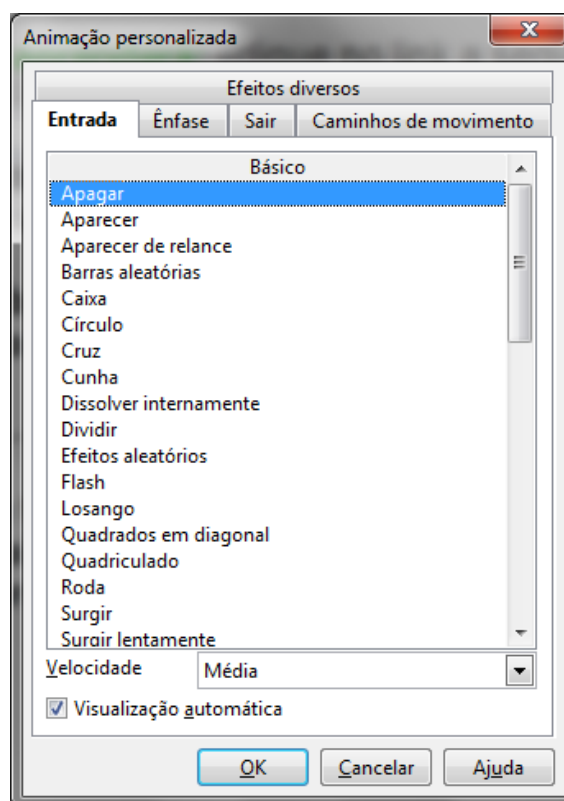 Animação personalizada
Efeitos diversos
Entrada Ênfase Sair Caminhos de movimento
Básico
Apagar
Aparecer
Aparecer de relance
Barras aleatórias
Caixa
Círculo
Cruz
Cunha
Dissolver internamente
Dividir
Efeitos aleatórios
Flash
Losango
Quadrados em diagonal
Quadriculado
Roda
Surgir
Surgir lentamente
Velocidade Média
Visualização automática
OK Cancelar Ajuda